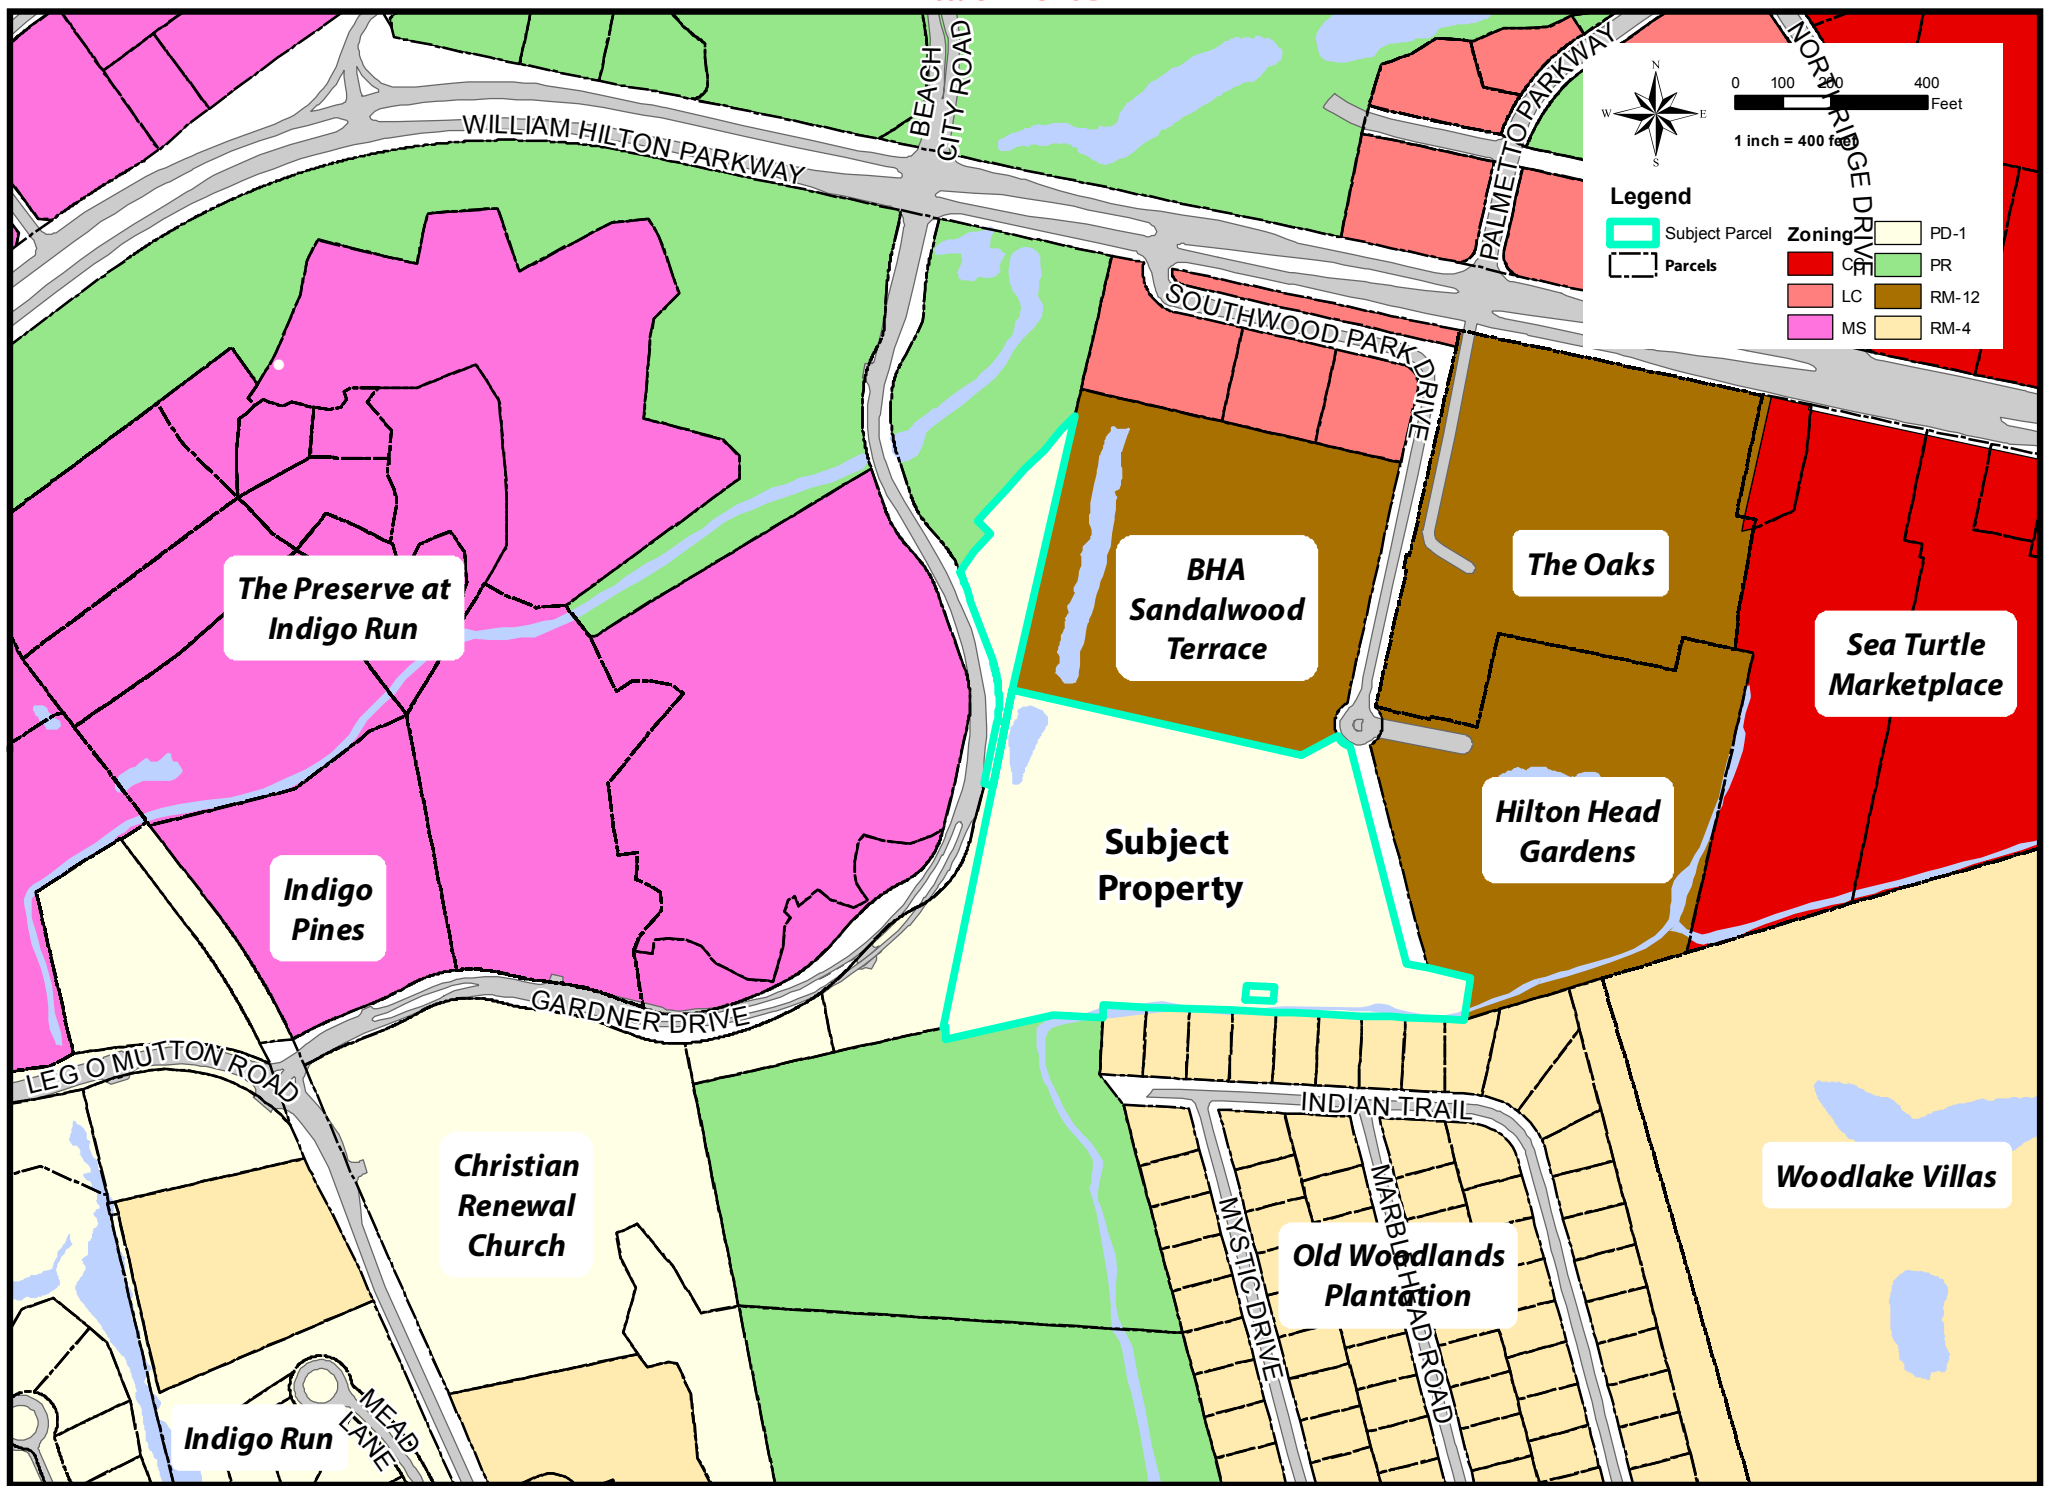 BEACH
CITY ROAD
WILLIAM HILTON PARKWAY
PALMETTO PARKWAY
NORTHRIDGE DRIVE
SOUTHWOOD PARK DRIVE
N
W E
S
0 100 200 400
Feet
1 inch = 400 feet
Legend
Subject Parcel
Parcels
Zoning
CC
LC
MS
PD-1
PR
RM-12
RM-4
The Preserve at
Indigo Run
BHA
Sandalwood
Terrace
The Oaks
Sea Turtle
Marketplace
Subject
Property
Hilton Head
Gardens
Indigo
Pines
GARDNER DRIVE
LEG O MUTTON ROAD
INDIAN TRAIL
Christian
Renewal
Church
Woodlake Villas
MYSTIC DRIVE
MARBLEHEAD ROAD
Old Woodlands
Plantation
Indigo Run
MEAD
LANE